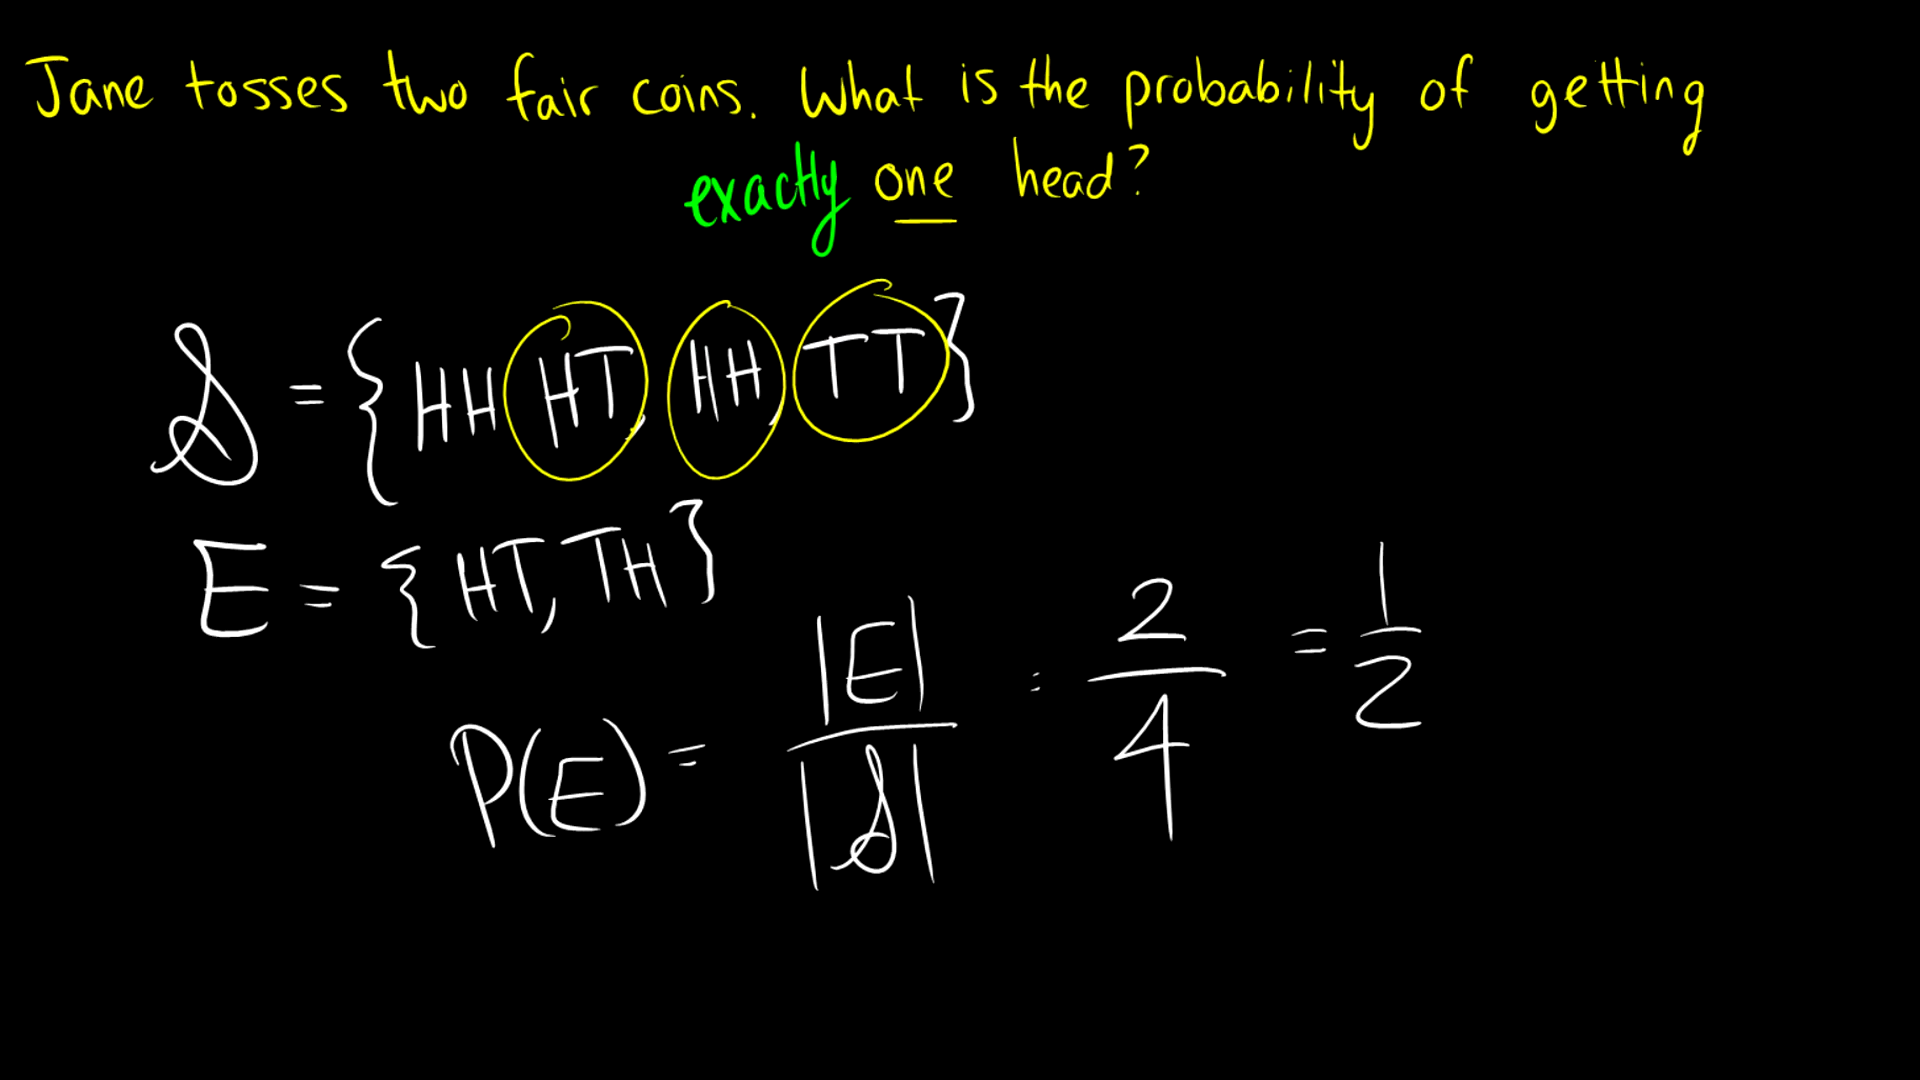 Jane tosses two fair coins. What is the probability of getting
exactly one head?
S = {HH HT, HH, TT}
E = {HT, TH}
P(E) = |E| / |S| = 2/4 = 1/2